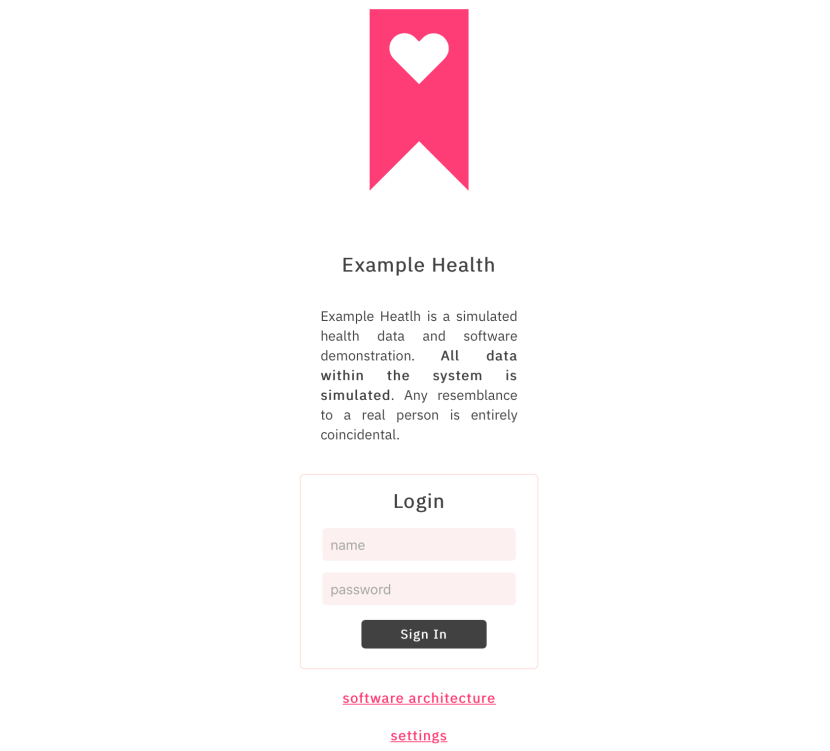 Example Health
Example Heatlh is a simulated
health data and software
demonstration. All data
within the system is
simulated. Any resemblance
to a real person is entirely
coincidental.
Login
name
password
Sign In
software architecture
settings